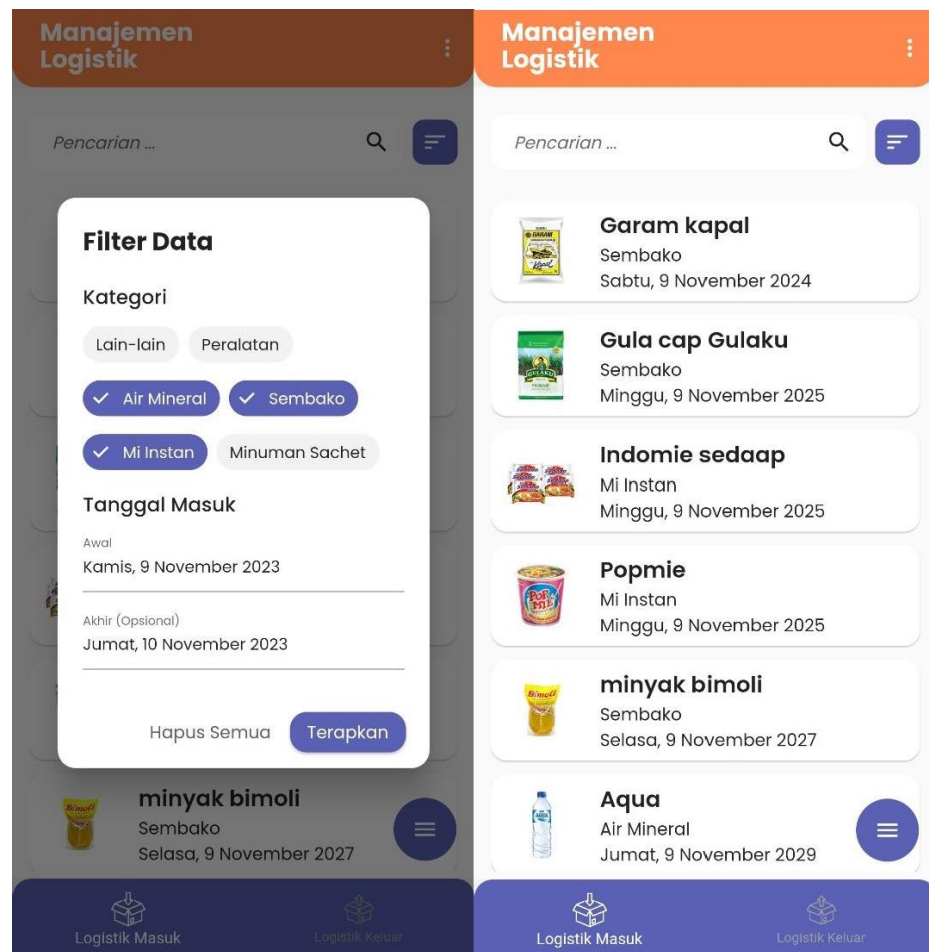 Manajemen
Logistik
Pencarian ...
Filter Data
Kategori
Lain-lain
Peralatan
Air Mineral
Sembako
Mi Instan
Minuman Sachet
Tanggal Masuk
Awal
Kamis, 9 November 2023
Akhir (Opsional)
Jumat, 10 November 2023
Hapus Semua
Terapkan
minyak bimoli
Sembako
Selasa, 9 November 2027
Logistik Masuk
Logistik Keluar
Manajemen
Logistik
Pencarian ...
Garam kapal
Sembako
Sabtu, 9 November 2024
Gula cap Gulaku
Sembako
Minggu, 9 November 2025
Indomie sedaap
Mi Instan
Minggu, 9 November 2025
Popmie
Mi Instan
Minggu, 9 November 2025
minyak bimoli
Sembako
Selasa, 9 November 2027
Aqua
Air Mineral
Jumat, 9 November 2029
Logistik Masuk
Logistik Keluar